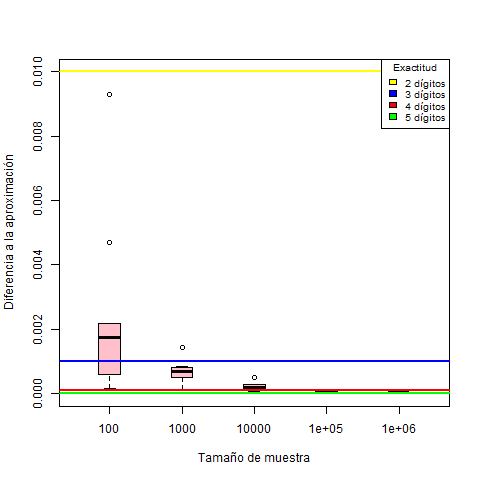 Exactitud
2 dígitos
3 dígitos
4 dígitos
5 dígitos
Diferencia a la aproximación
0.010
0.008
0.006
0.004
0.002
0.000
100
1000
10000
1e+05
1e+06
Tamaño de muestra